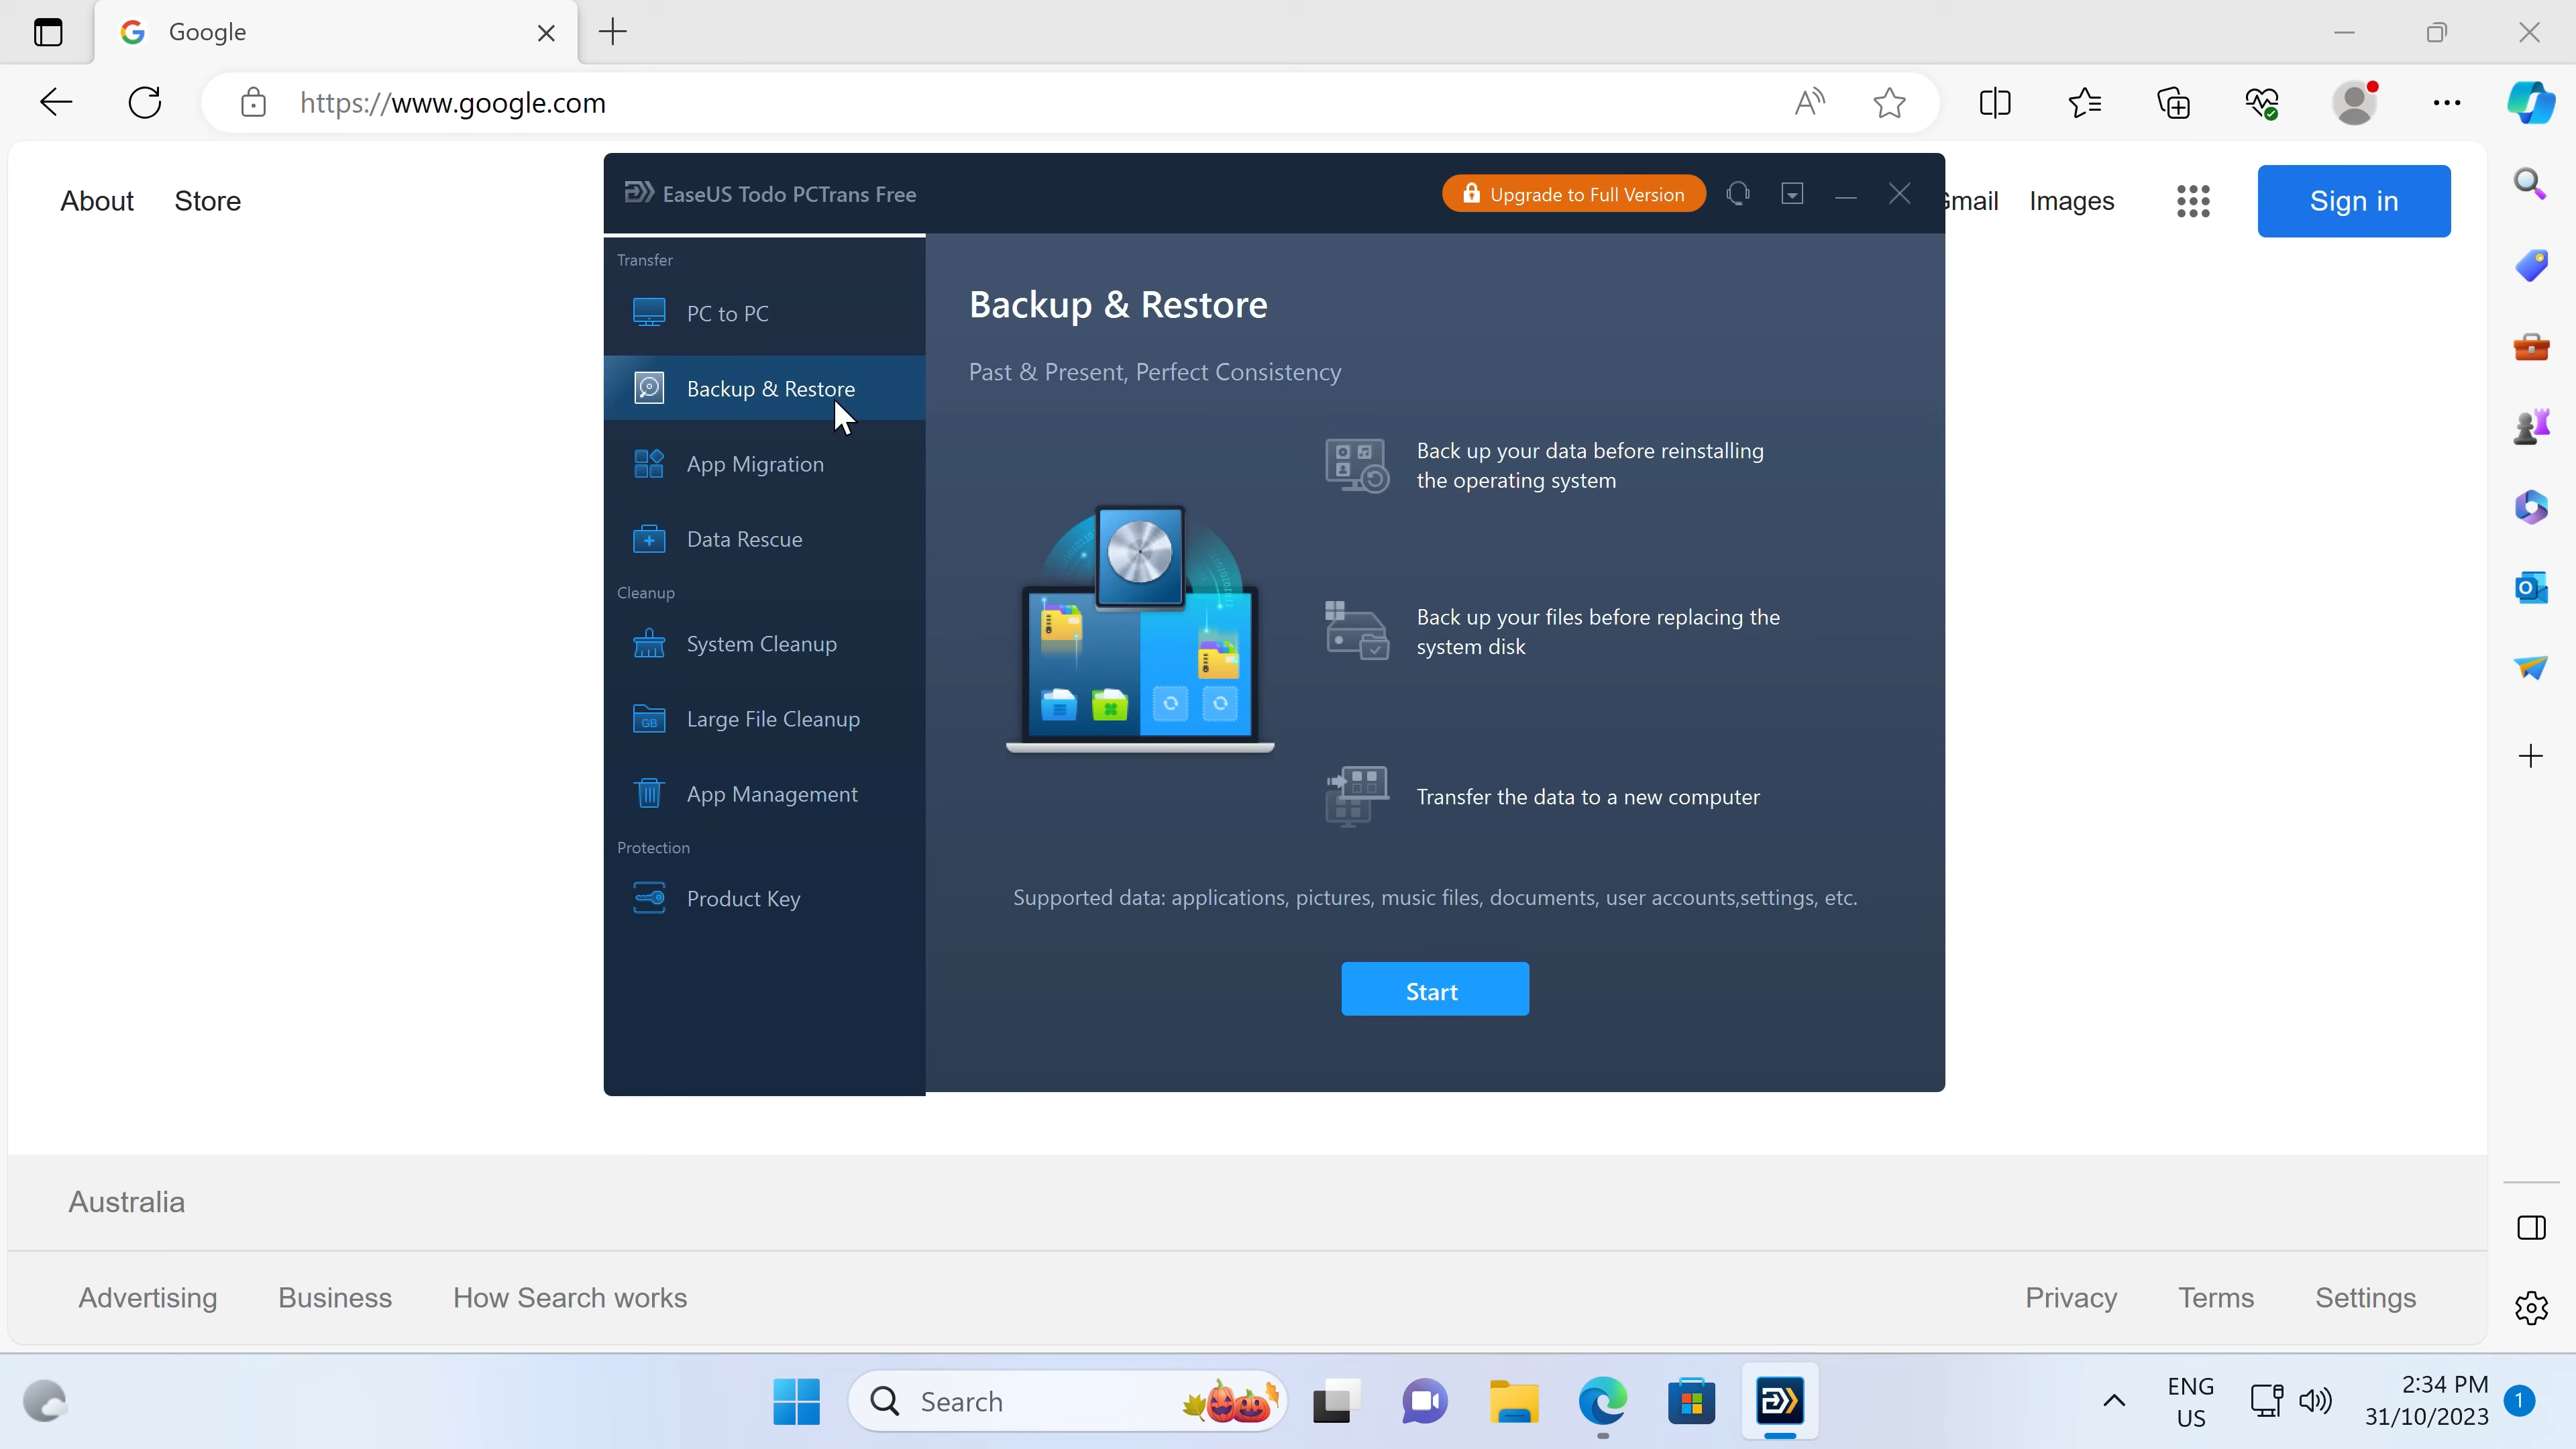 Google
https://www.google.com
About
Store
Gmail
Images
Sign in
EaseUS Todo PCTrans Free
Upgrade to Full Version
Transfer
PC to PC
Backup & Restore
App Migration
Data Rescue
Cleanup
System Cleanup
GB
Large File Cleanup
App Management
Protection
Product Key
Backup & Restore
Past & Present, Perfect Consistency
Back up your data before reinstalling
the operating system
Back up your files before replacing the
system disk
Transfer the data to a new computer
Supported data: applications, pictures, music files, documents, user accounts,settings, etc.
Start
Australia
Advertising
Business
How Search works
Privacy
Terms
Settings
Search
ENG
US
2:34 PM
31/10/2023
1